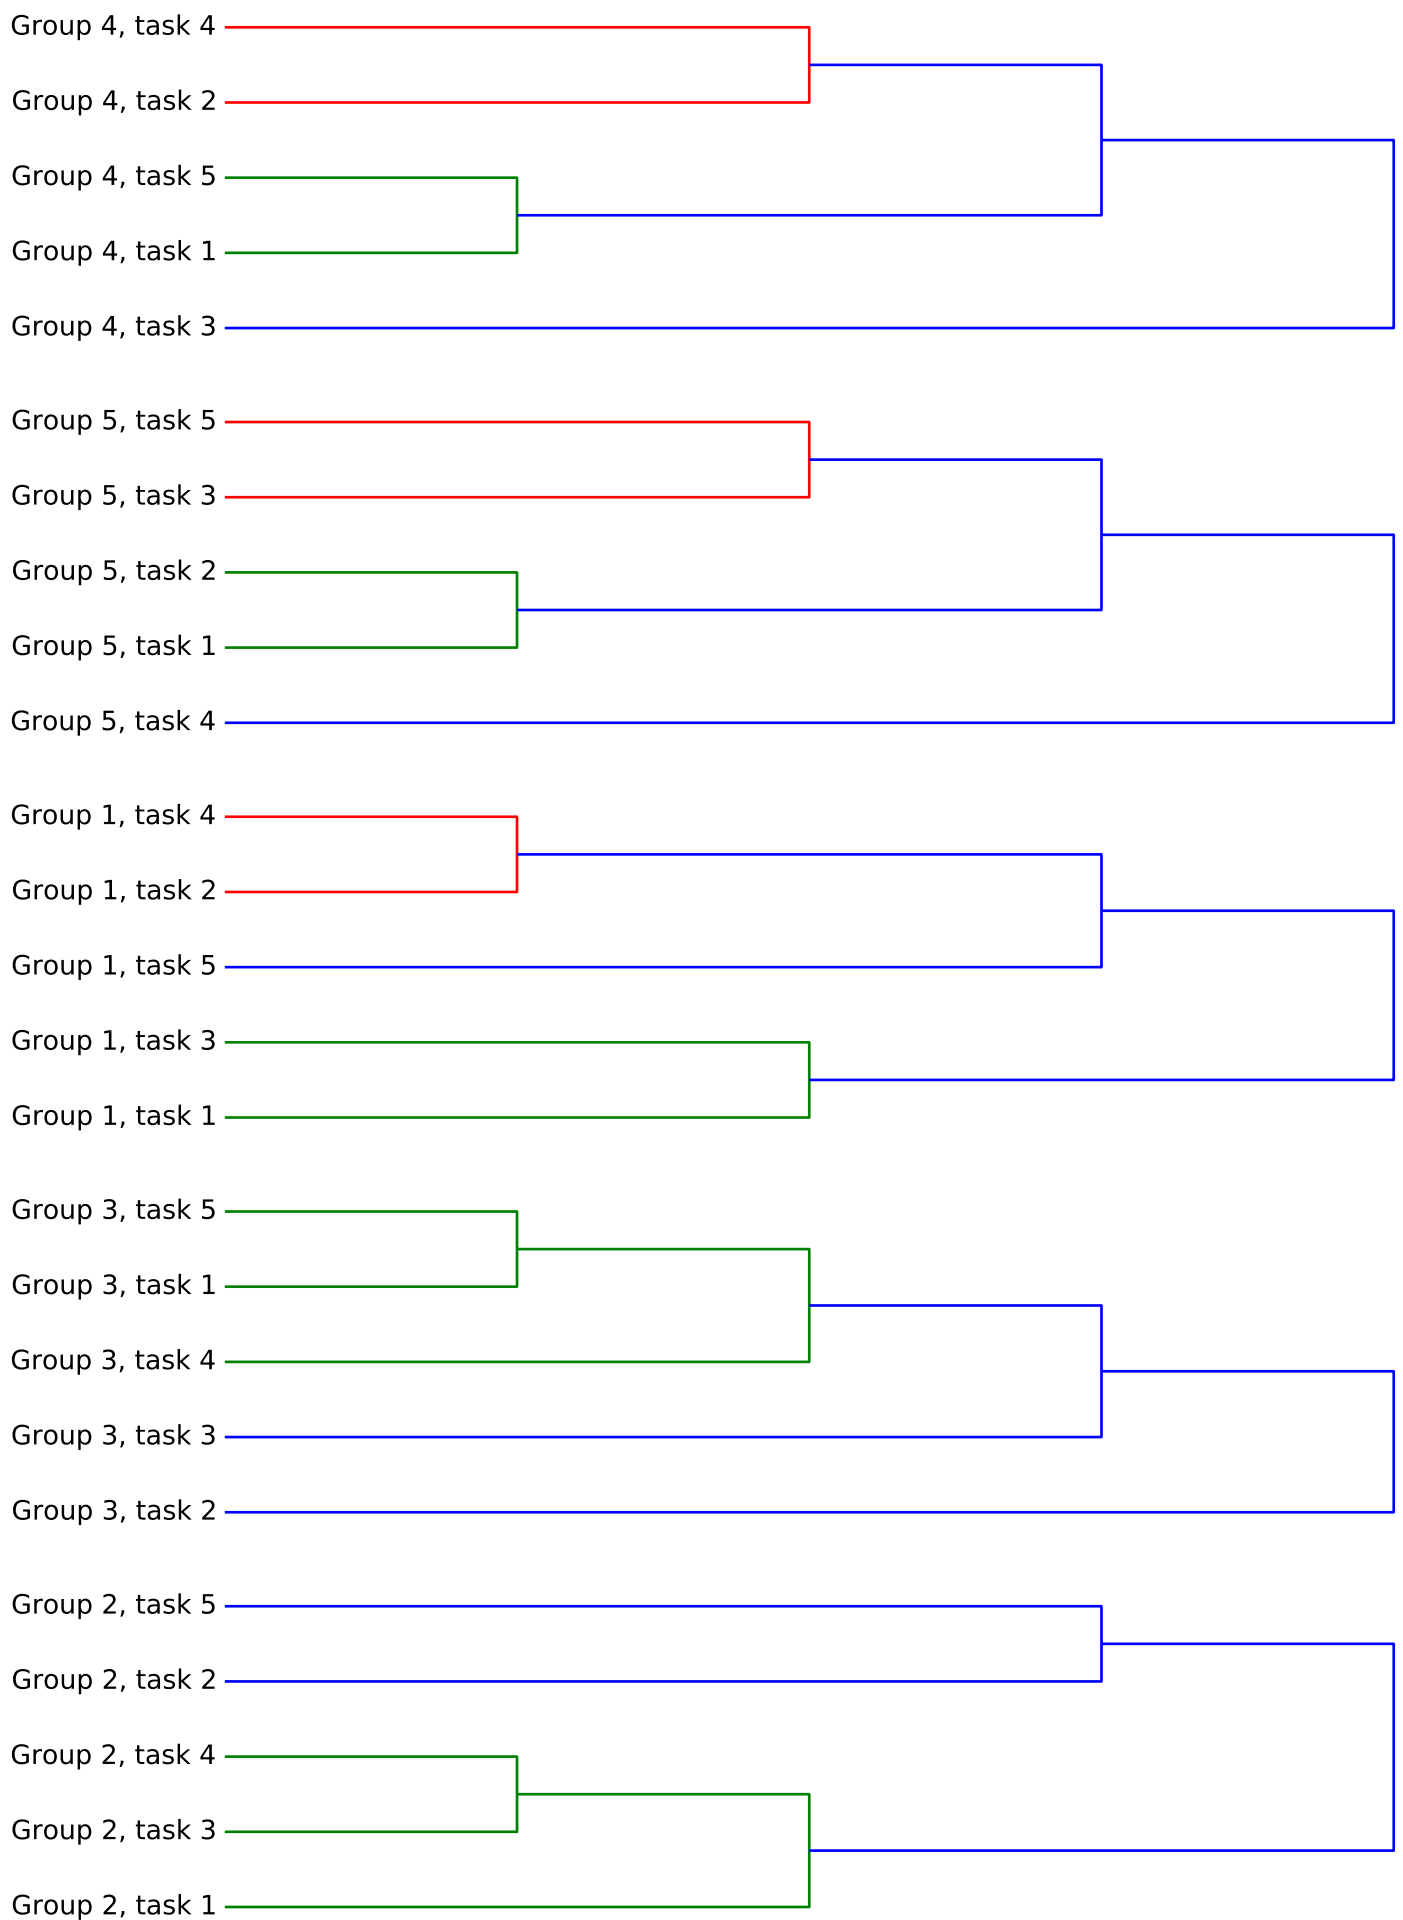 Group 4, task 4
Group 4, task 2
Group 4, task 5
Group 4, task 1
Group 4, task 3
Group 5, task 5
Group 5, task 3
Group 5, task 2
Group 5, task 1
Group 5, task 4
Group 1, task 4
Group 1, task 2
Group 1, task 5
Group 1, task 3
Group 1, task 1
Group 3, task 5
Group 3, task 1
Group 3, task 4
Group 3, task 3
Group 3, task 2
Group 2, task 5
Group 2, task 2
Group 2, task 4
Group 2, task 3
Group 2, task 1